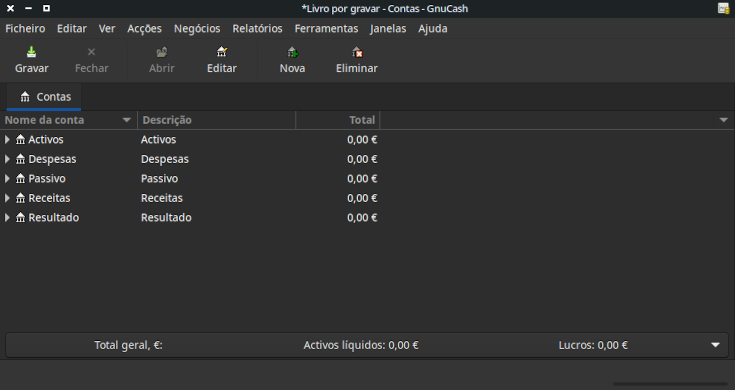 *Livro por gravar - Contas - GnuCash
Ficheiro Editar Ver Acções Negócios Relatórios Ferramentas Janelas Ajuda
Gravar Fechar Abrir Editar Nova Eliminar
Contas
Nome da conta Descrição Total
Activos Activos 0,00 €
Despesas Despesas 0,00 €
Passivo Passivo 0,00 €
Receitas Receitas 0,00 €
Resultado Resultado 0,00 €
Total geral, €: Activos líquidos: 0,00 € Lucros: 0,00 €